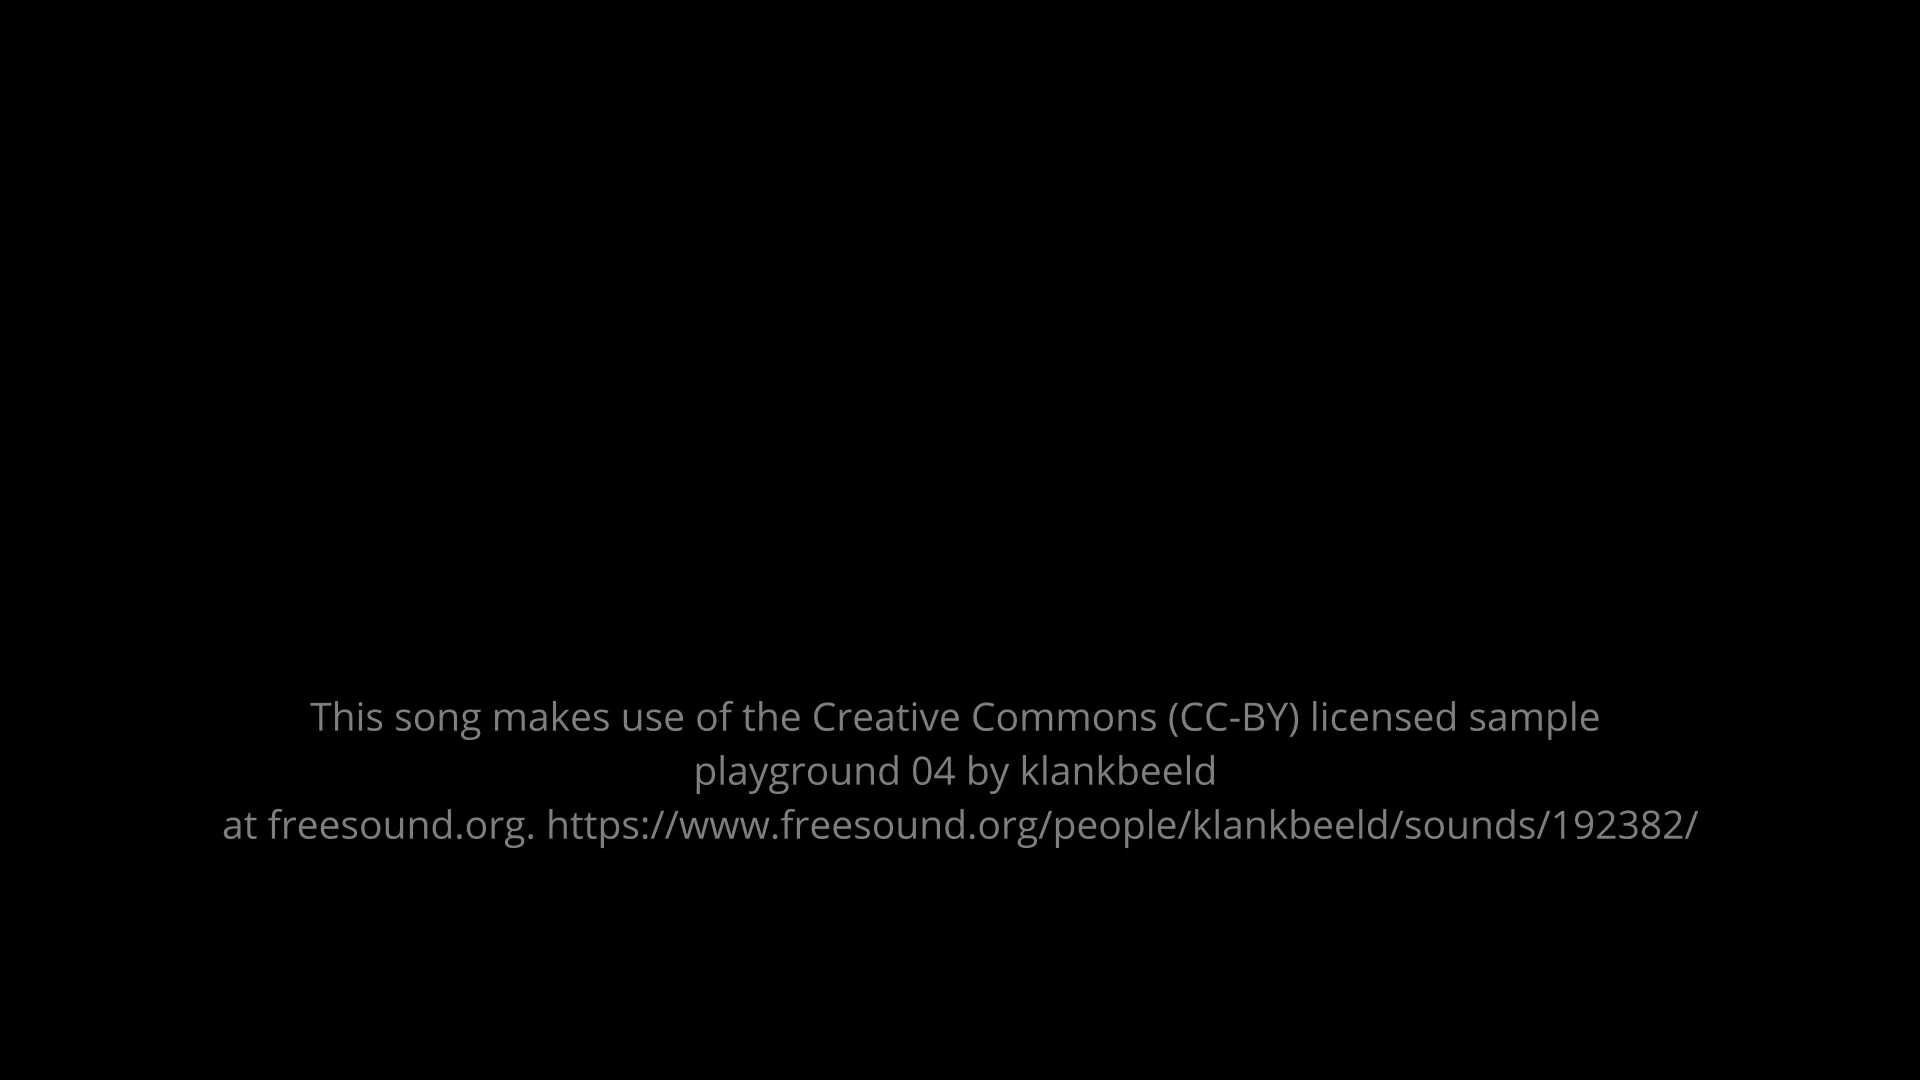 This song makes use of the Creative Commons (CC-BY) licensed sample
playground 04 by klankbeeld
at freesound.org. https://www.freesound.org/people/klankbeeld/sounds/192382/